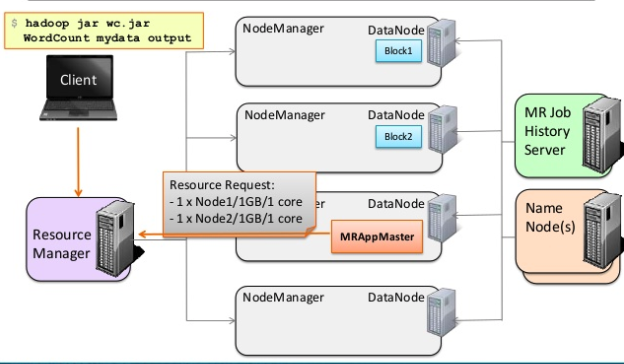 $ hadoop jar wc.jar
WordCount mydata output
Client
NodeManager
DataNode
Block1
NodeManager
DataNode
Block2
MR Job
History
Server
Resource Request:
- 1 x Node1/1GB/1 core
- 1 x Node2/1GB/1 core
er
DataNode
MRAppMaster
Name
Node(s)
Resource
Manager
NodeManager
DataNode